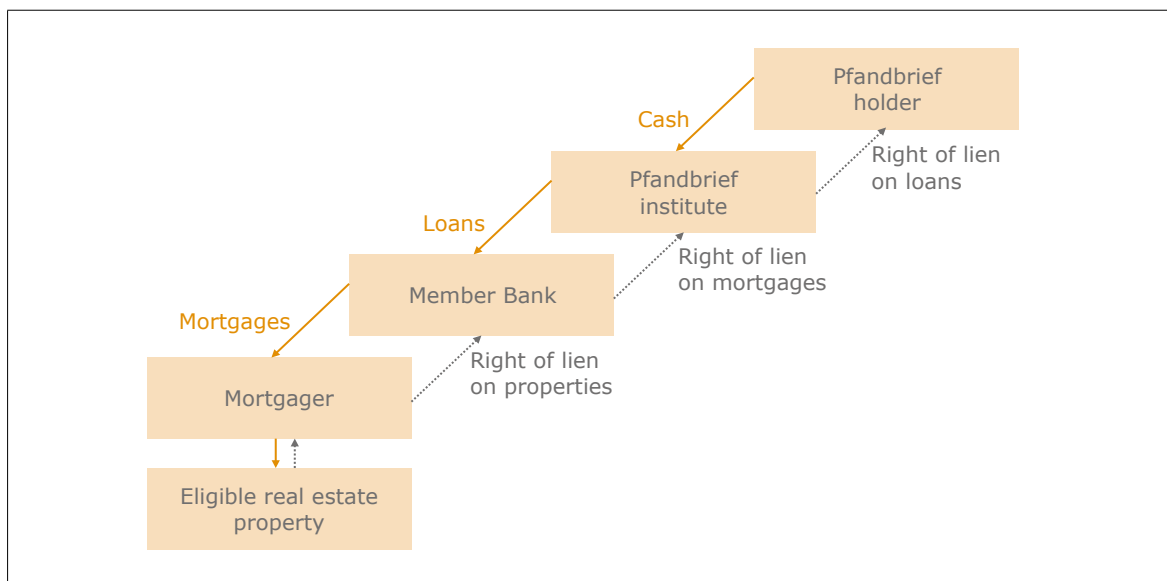 Pfandbrief
holder
Cash
Right of lien
on loans
Pfandbrief
institute
Loans
Right of lien
on mortgages
Member Bank
Mortgages
Right of lien
on properties
Mortgager
Eligible real estate
property